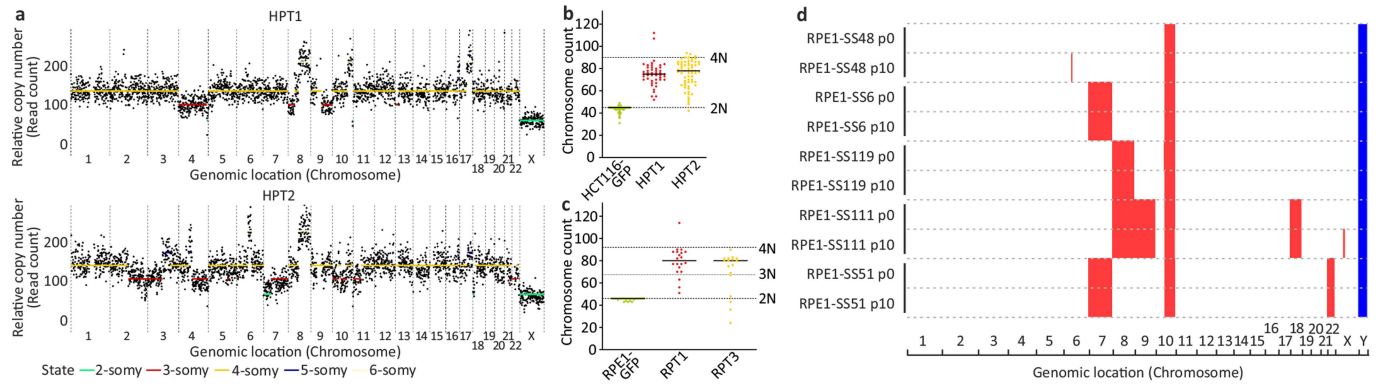 a
HPT1
Relative copy number
(Read count)
200
100
0
1 2 3 4 5 6 7 8 9 10 11 12 13 14 15 16 17 18 19 20 21 22 X
Genomic location (Chromosome)
HPT2
Relative copy number
(Read count)
200
100
0
1 2 3 4 5 6 7 8 9 10 11 12 13 14 15 16 17 18 19 20 21 22 X
Genomic location (Chromosome)
State 2-somy 3-somy 4-somy 5-somy 6-somy
b
Chromosome count
120
100
80
60
40
20
0
4N
2N
HCT116-
GFP
HPT1
HPT2
c
Chromosome count
120
100
80
60
40
20
0
4N
3N
2N
RPE1-
GFP
RPT1
RPT3
d
RPE1-SS48 p0
RPE1-SS48 p10
RPE1-SS6 p0
RPE1-SS6 p10
RPE1-SS119 p0
RPE1-SS119 p10
RPE1-SS111 p0
RPE1-SS111 p10
RPE1-SS51 p0
RPE1-SS51 p10
1 2 3 4 5 6 7 8 9 10 11 12 13 14 15 16 17 18 19 20 21 22 X Y
Genomic location (Chromosome)